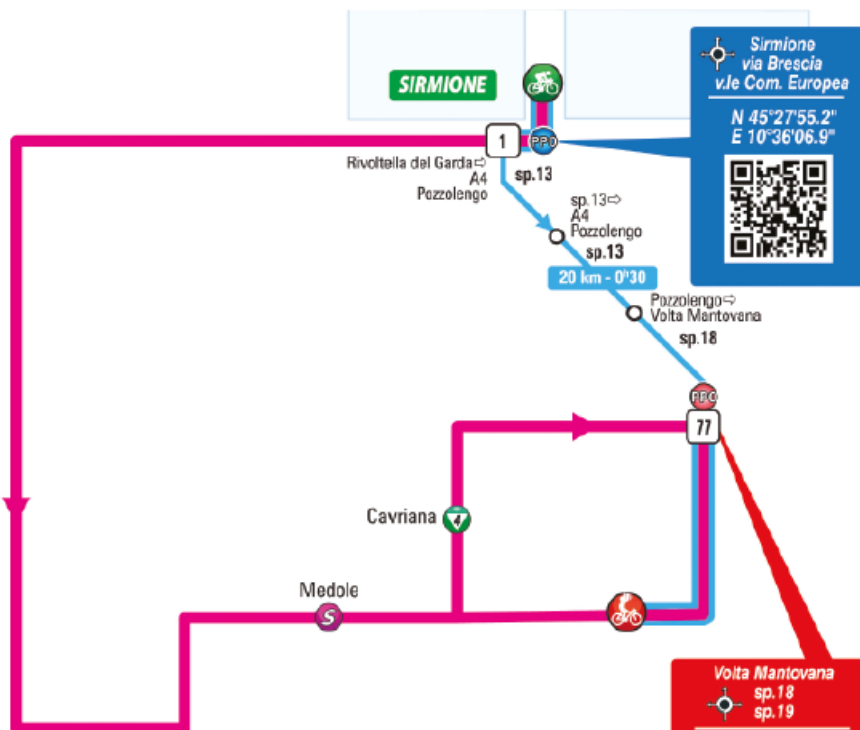 SIRMIONE
Sirmione
via Brescia
v.le Com. Europea
N 45°27'55.2"
E 10°36'06.9"
1
PPO
Rivoltella del Garda⇨
A4
Pozzolengo
sp.13
sp.13⇨
A4
Pozzolengo
sp.13
20 km - 0h30
Pozzolengo⇨
Volta Mantovana
sp.18
77
Cavriana
4
Medole
S
Volta Mantovana
sp.18
sp.19